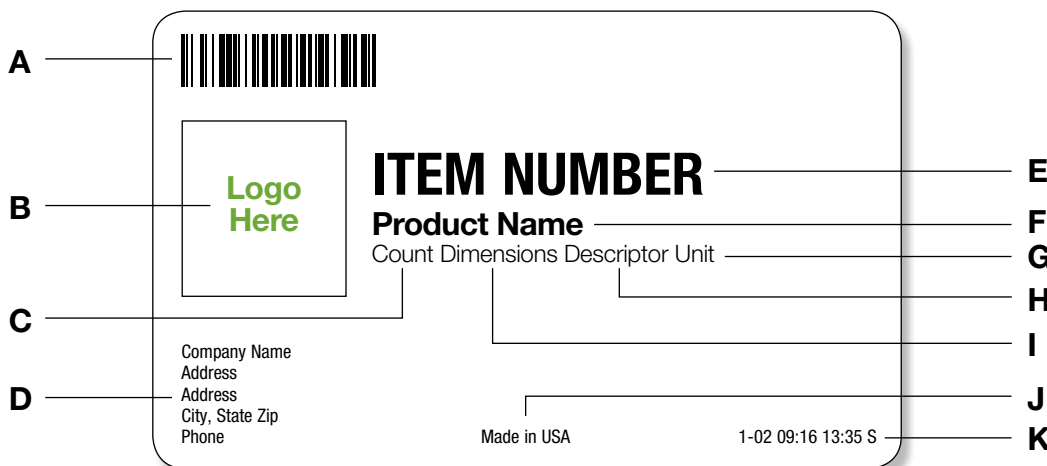 A
B
C
D
Logo
Here
ITEM NUMBER
Product Name
Count Dimensions Descriptor Unit
Company Name
Address
Address
City, State Zip
Phone
Made in USA
1-02 09:16 13:35 S
E
F
G
H
I
J
K